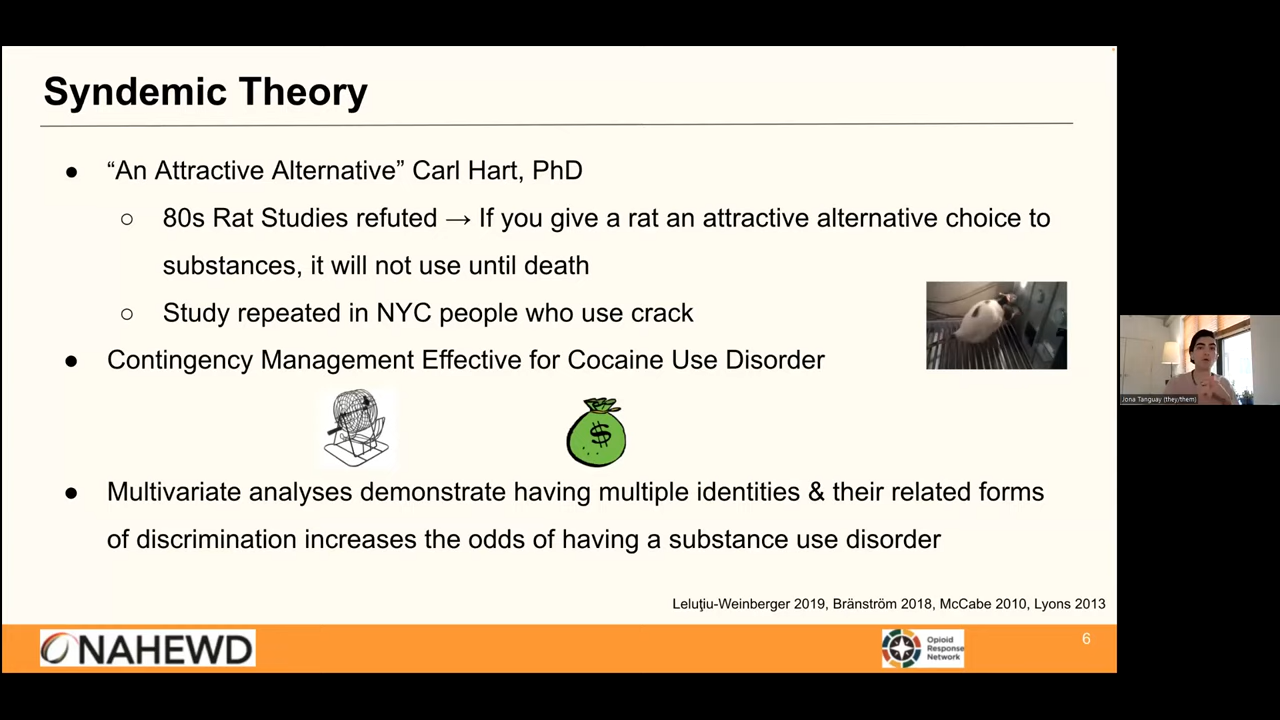 Syndemic Theory
● “An Attractive Alternative” Carl Hart, PhD
○ 80s Rat Studies refuted → If you give a rat an attractive alternative choice to
substances, it will not use until death
○ Study repeated in NYC people who use crack
● Contingency Management Effective for Cocaine Use Disorder
$
● Multivariate analyses demonstrate having multiple identities & their related forms
of discrimination increases the odds of having a substance use disorder
Leluţiu-Weinberger 2019, Bränström 2018, McCabe 2010, Lyons 2013
NAHEWD
Opioid
Response
Network
6
Jona Tanguay (they/them)